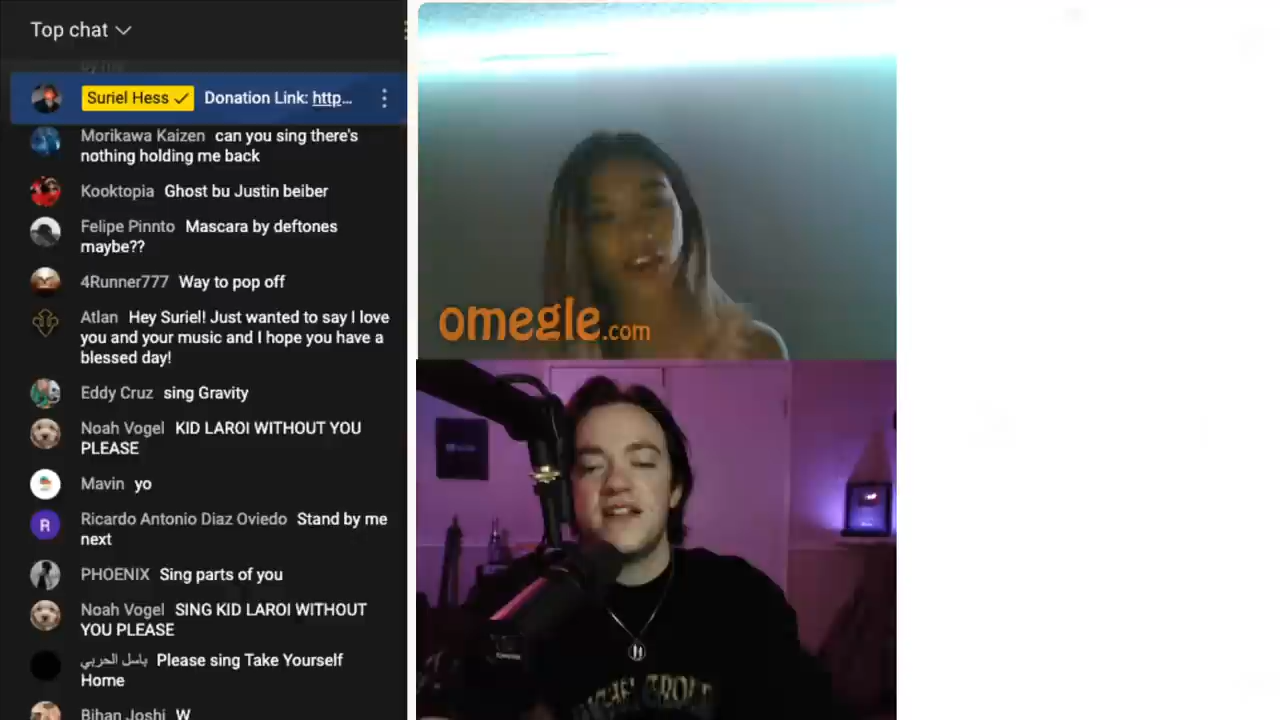 Top chat
Suriel Hess Donation Link: http...
Morikawa Kaizen can you sing there's
nothing holding me back
Kooktopia Ghost bu Justin beiber
Felipe Pinnto Mascara by deftones
maybe??
4Runner777 Way to pop off
Atlan Hey Suriel! Just wanted to say I love
you and your music and I hope you have a
blessed day!
Eddy Cruz sing Gravity
Noah Vogel KID LAROI WITHOUT YOU
PLEASE
Mavin yo
R Ricardo Antonio Diaz Oviedo Stand by me
next
PHOENIX Sing parts of you
Noah Vogel SING KID LAROI WITHOUT
YOU PLEASE
باسل الحربي Please sing Take Yourself
Home
Bihan Joshi W
omegle.com